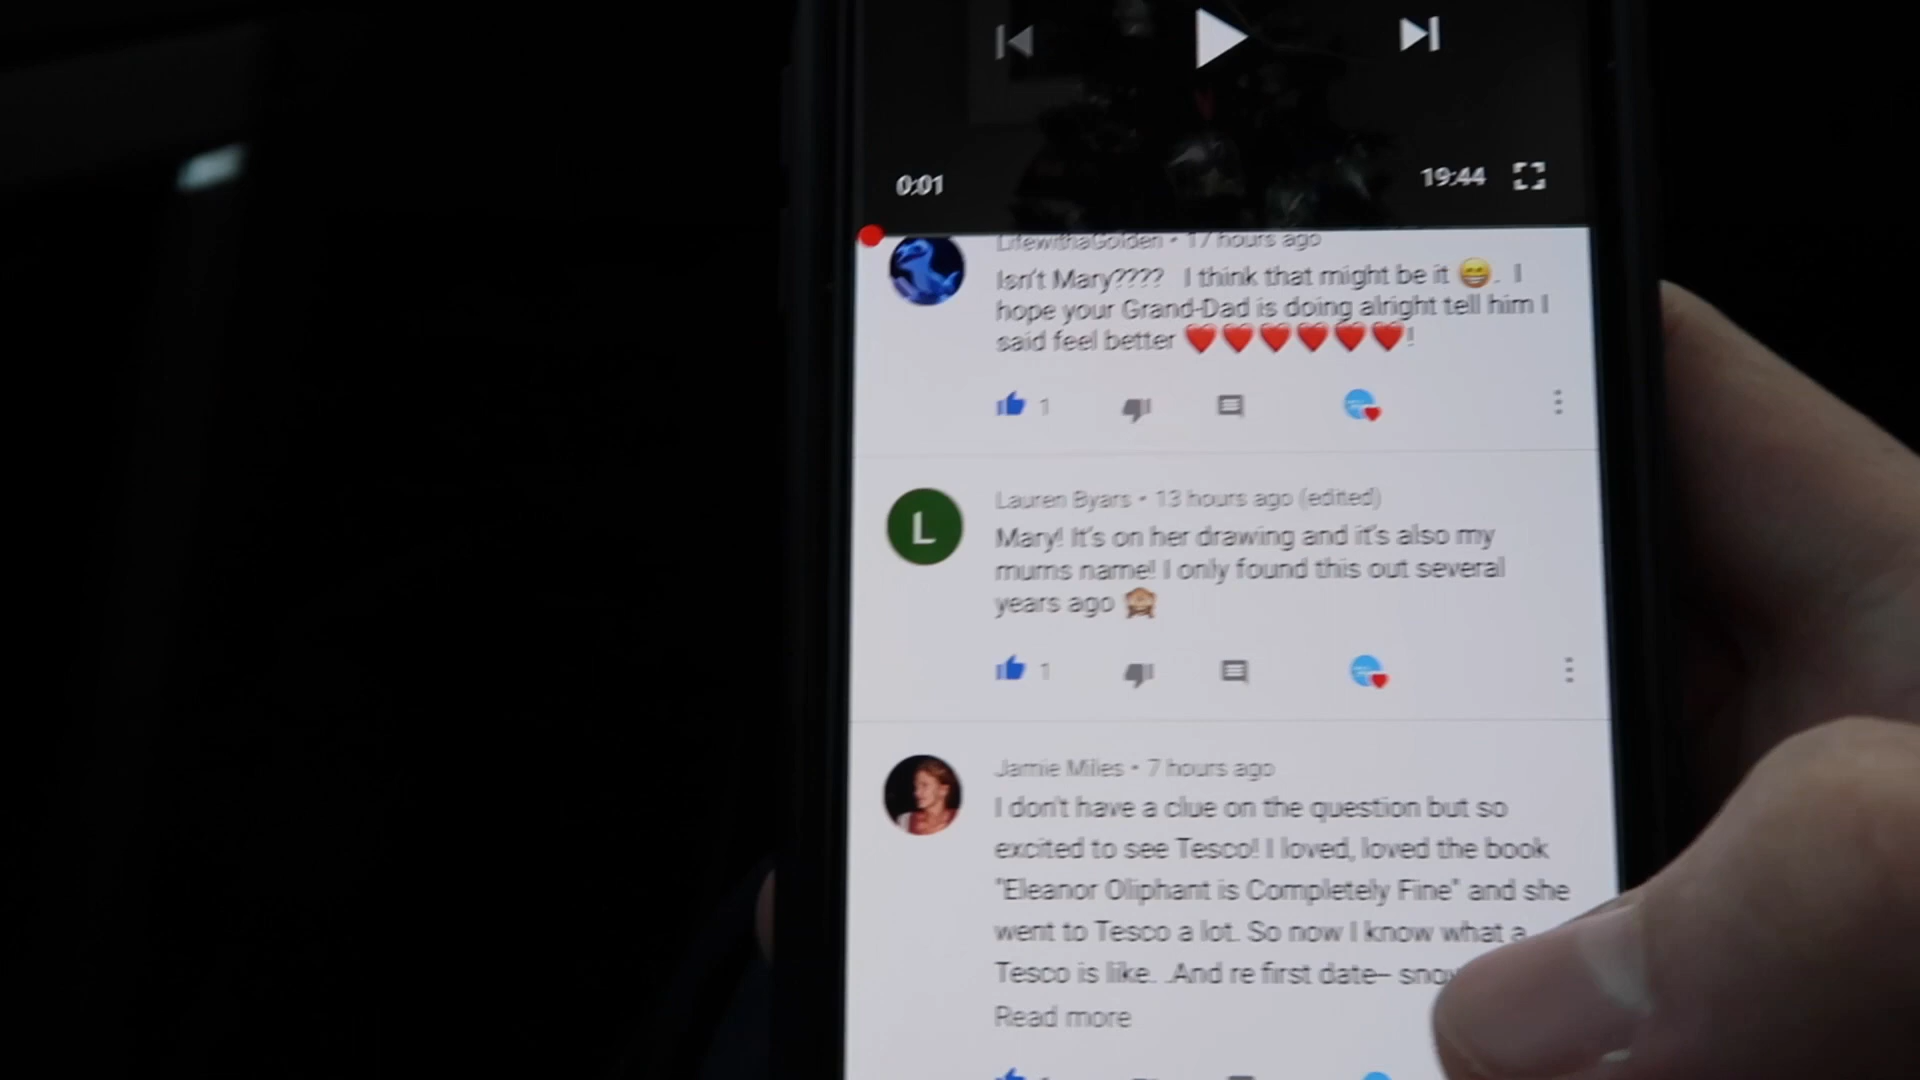 0:01
19:44
LifewithaGolden • 17 hours ago
Isn't Mary???? I think that might be it 😁. I
hope your Grand-Dad is doing alright tell him I
said feel better ❤️❤️❤️❤️❤️❤️!
1
L
Lauren Byars • 13 hours ago (edited)
Mary! It's on her drawing and it's also my
mums name! I only found this out several
years ago 🙈
1
Jamie Miles • 7 hours ago
I don't have a clue on the question but so
excited to see Tesco! I loved, loved the book
"Eleanor Oliphant is Completely Fine" and she
went to Tesco a lot. So now I know what a
Tesco is like. .And re first date–
Read more